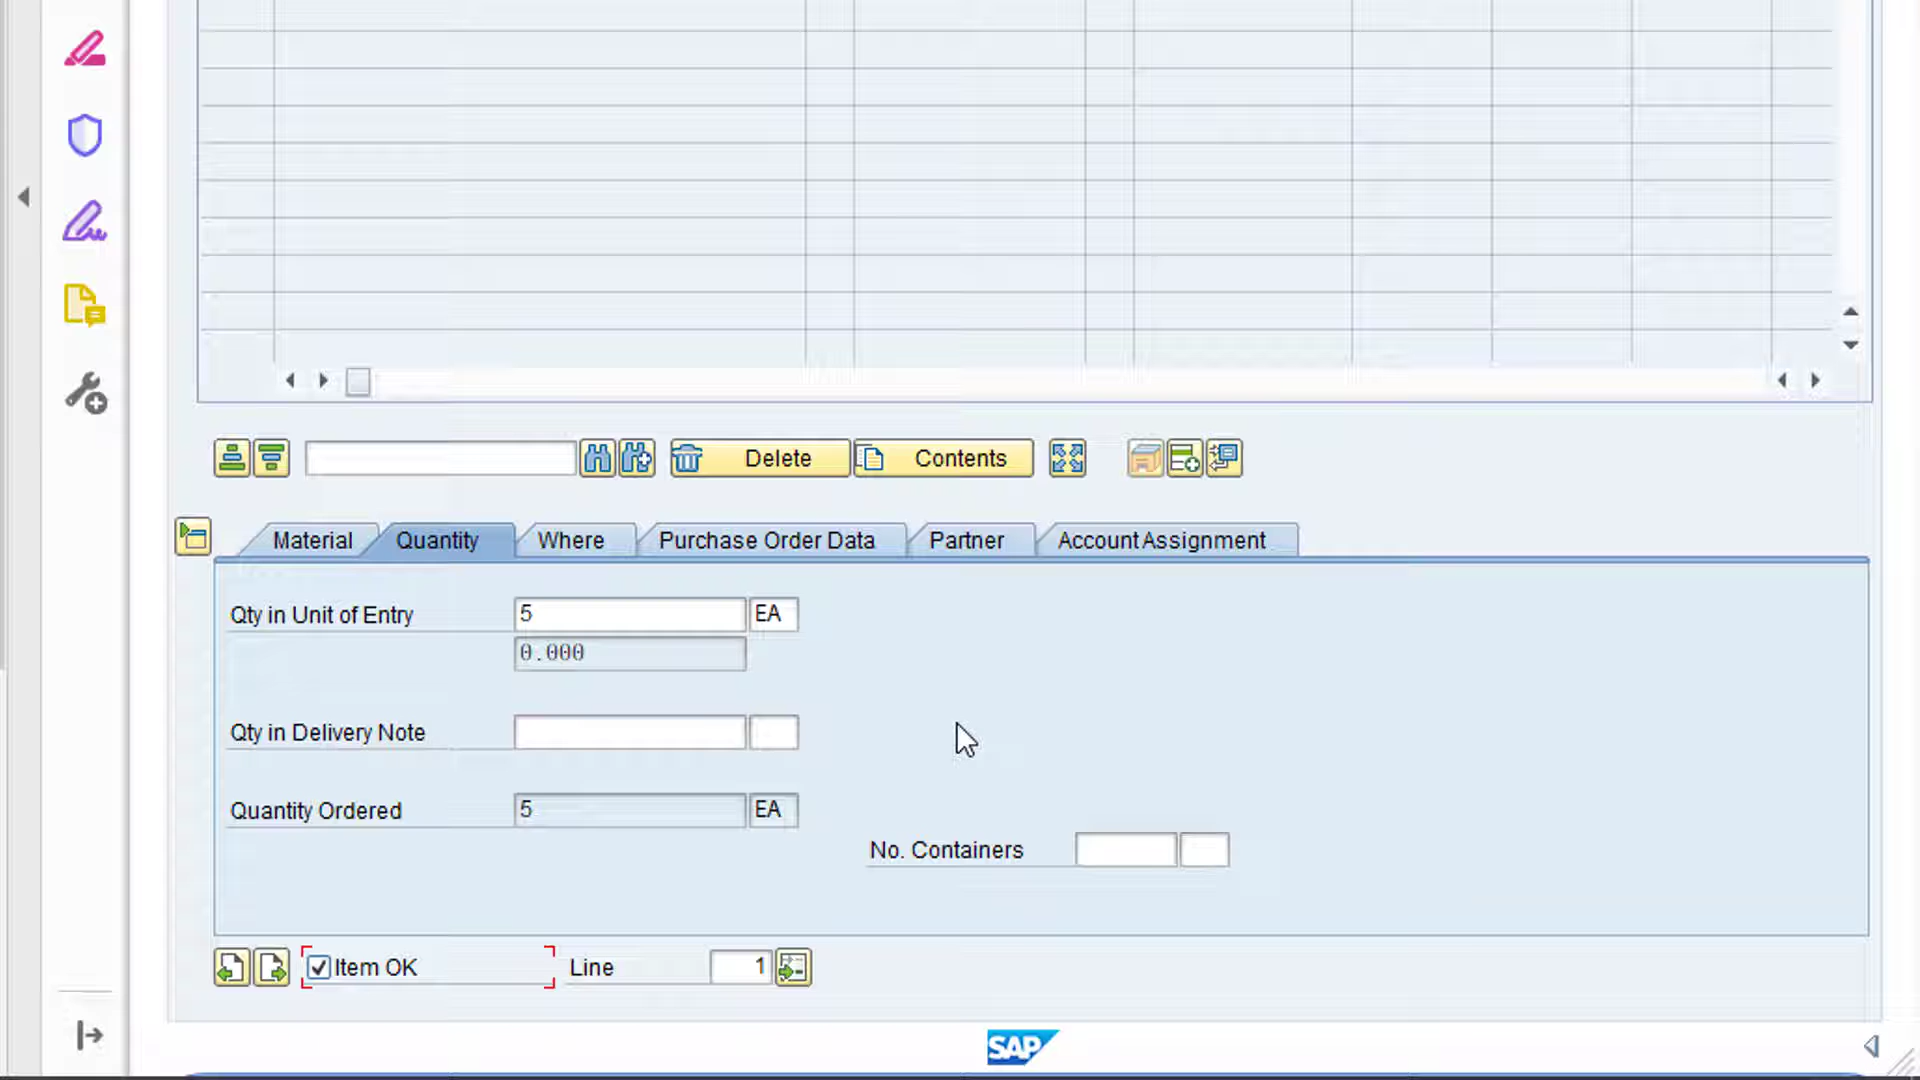 Delete Contents
Material Quantity Where Purchase Order Data Partner Account Assignment
Qty in Unit of Entry 5 EA
0.000
Qty in Delivery Note
Quantity Ordered 5 EA
No. Containers
Item OK Line 1
SAP